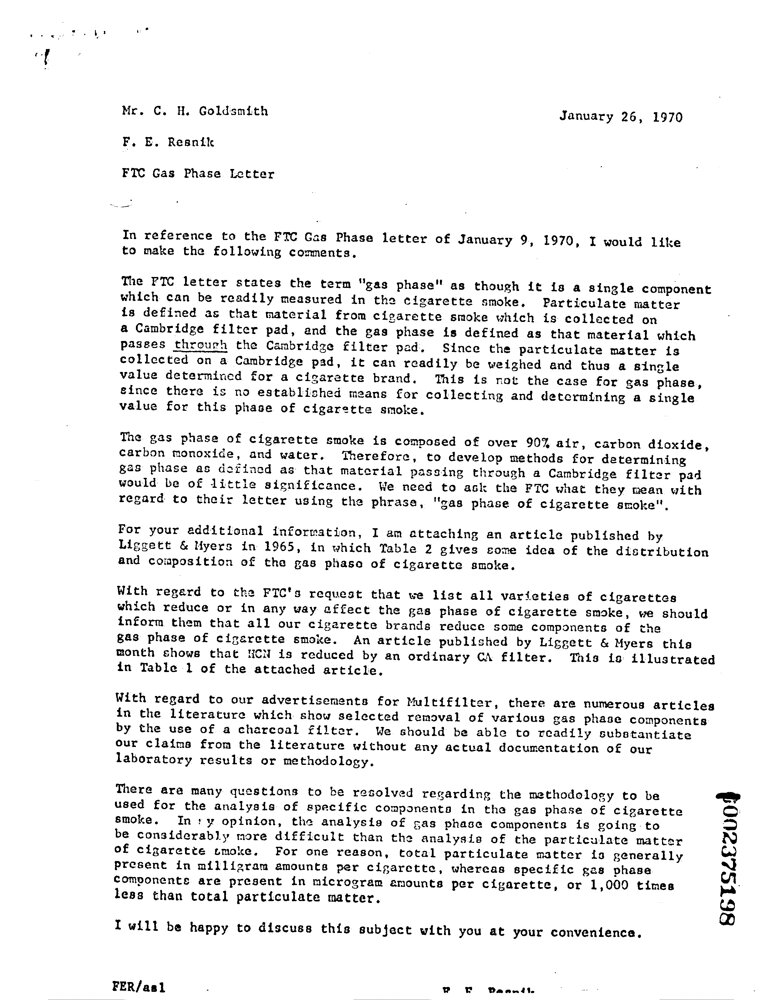 Mr. C. H. Goldsmith
January 26, 1970
F. E. Resnik
FTC Gas Phase Letter
In reference to the FTC Gas Phase letter of January 9, 1970, I would like
to make the following comments.
The FTC letter states the term "gas phase" as though it is a single component
which can be readily measured in the cigarette smoke. Particulate matter
is defined as that material from cigarette smoke which is collected on
a Cambridge filter pad, and the gas phase is defined as that material which
passes through the Cambridge filter pad. Since the particulate matter is
collected on a Cambridge pad, it can readily be weighed and thus a single
value determined for a cigarette brand. This is not the case for gas phase,
since there is no established means for collecting and determining a single
value for this phase of cigarette smoke.
The gas phase of cigarette smoke is composed of over 90% air, carbon dioxide,
carbon monoxide, and water. Therefore, to develop methods for determining
gas phase as defined as that material passing through a Cambridge filter pad
would be of little significance. We need to ask the FTC what they mean with
regard to their letter using the phrase, "gas phase of cigarette smoke".
For your additional information, I am attaching an article published by
Liggett & Myers in 1965, in which Table 2 gives some idea of the distribution
and composition of the gas phase of cigarette smoke.
With regard to the FTC's request that we list all varieties of cigarettes
which reduce or in any way affect the gas phase of cigarette smoke, we should
inform them that all our cigarette brands reduce some components of the
gas phase of cigarette smoke. An article published by Liggett & Myers this
month shows that HCN is reduced by an ordinary CA filter. This is illustrated
in Table 1 of the attached article.
With regard to our advertisements for Multifilter, there are numerous articles
in the literature which show selected removal of various gas phase components
by the use of a charcoal filter. We should be able to readily substantiate
our claims from the literature without any actual documentation of our
laboratory results or methodology.
There are many questions to be resolved regarding the methodology to be
used for the analysis of specific components in the gas phase of cigarette
smoke. In my opinion, the analysis of gas phase components is going to
be considerably more difficult than the analysis of the particulate matter
of cigarette smoke. For one reason, total particulate matter is generally
present in milligram amounts per cigarette, whereas specific gas phase
components are present in microgram amounts per cigarette, or 1,000 times
less than total particulate matter.
I will be happy to discuss this subject with you at your convenience.
FER/asl
F. E. Resnik
0002375198